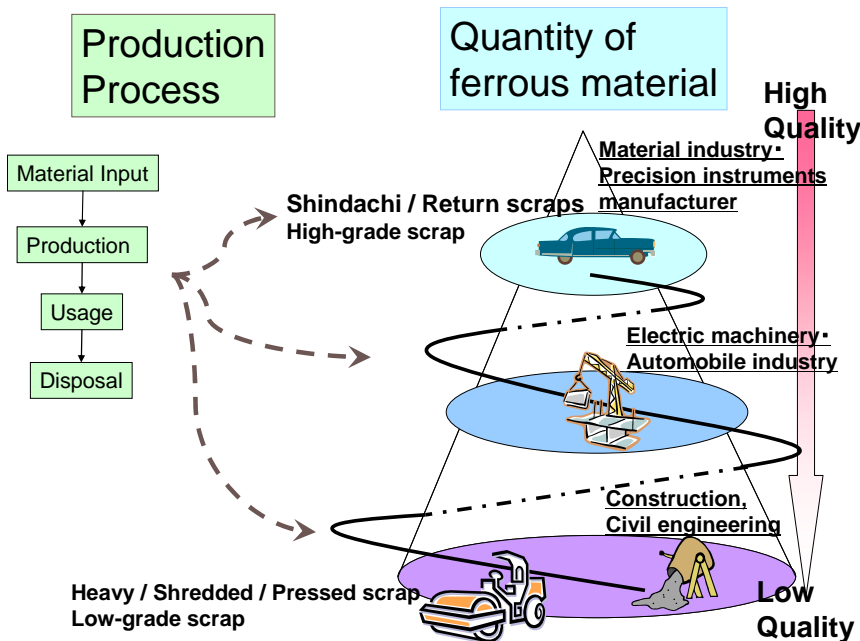 Production
Process
Quantity of
ferrous material
High
Quality
Material Input
Production
Usage
Disposal
Shindachi / Return scraps
High-grade scrap
Material industry・
Precision instruments
manufacturer
Electric machinery・
Automobile industry
Construction,
Civil engineering
Heavy / Shredded / Pressed scrap
Low-grade scrap
Low
Quality